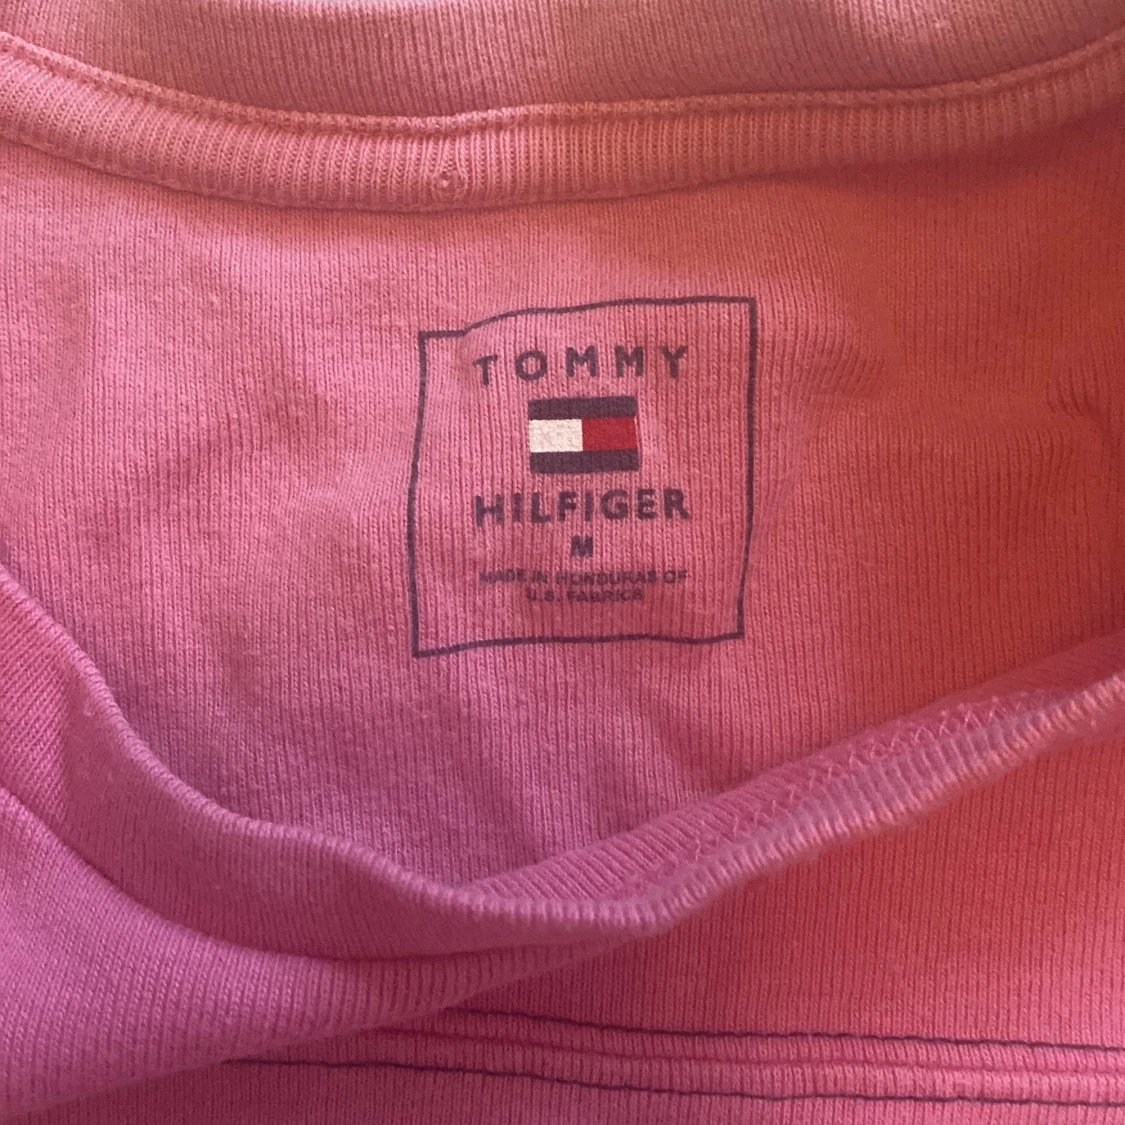 TOMMY
HILFIGER
M
MADE IN HONDURAS OF
U.S. FABRICS